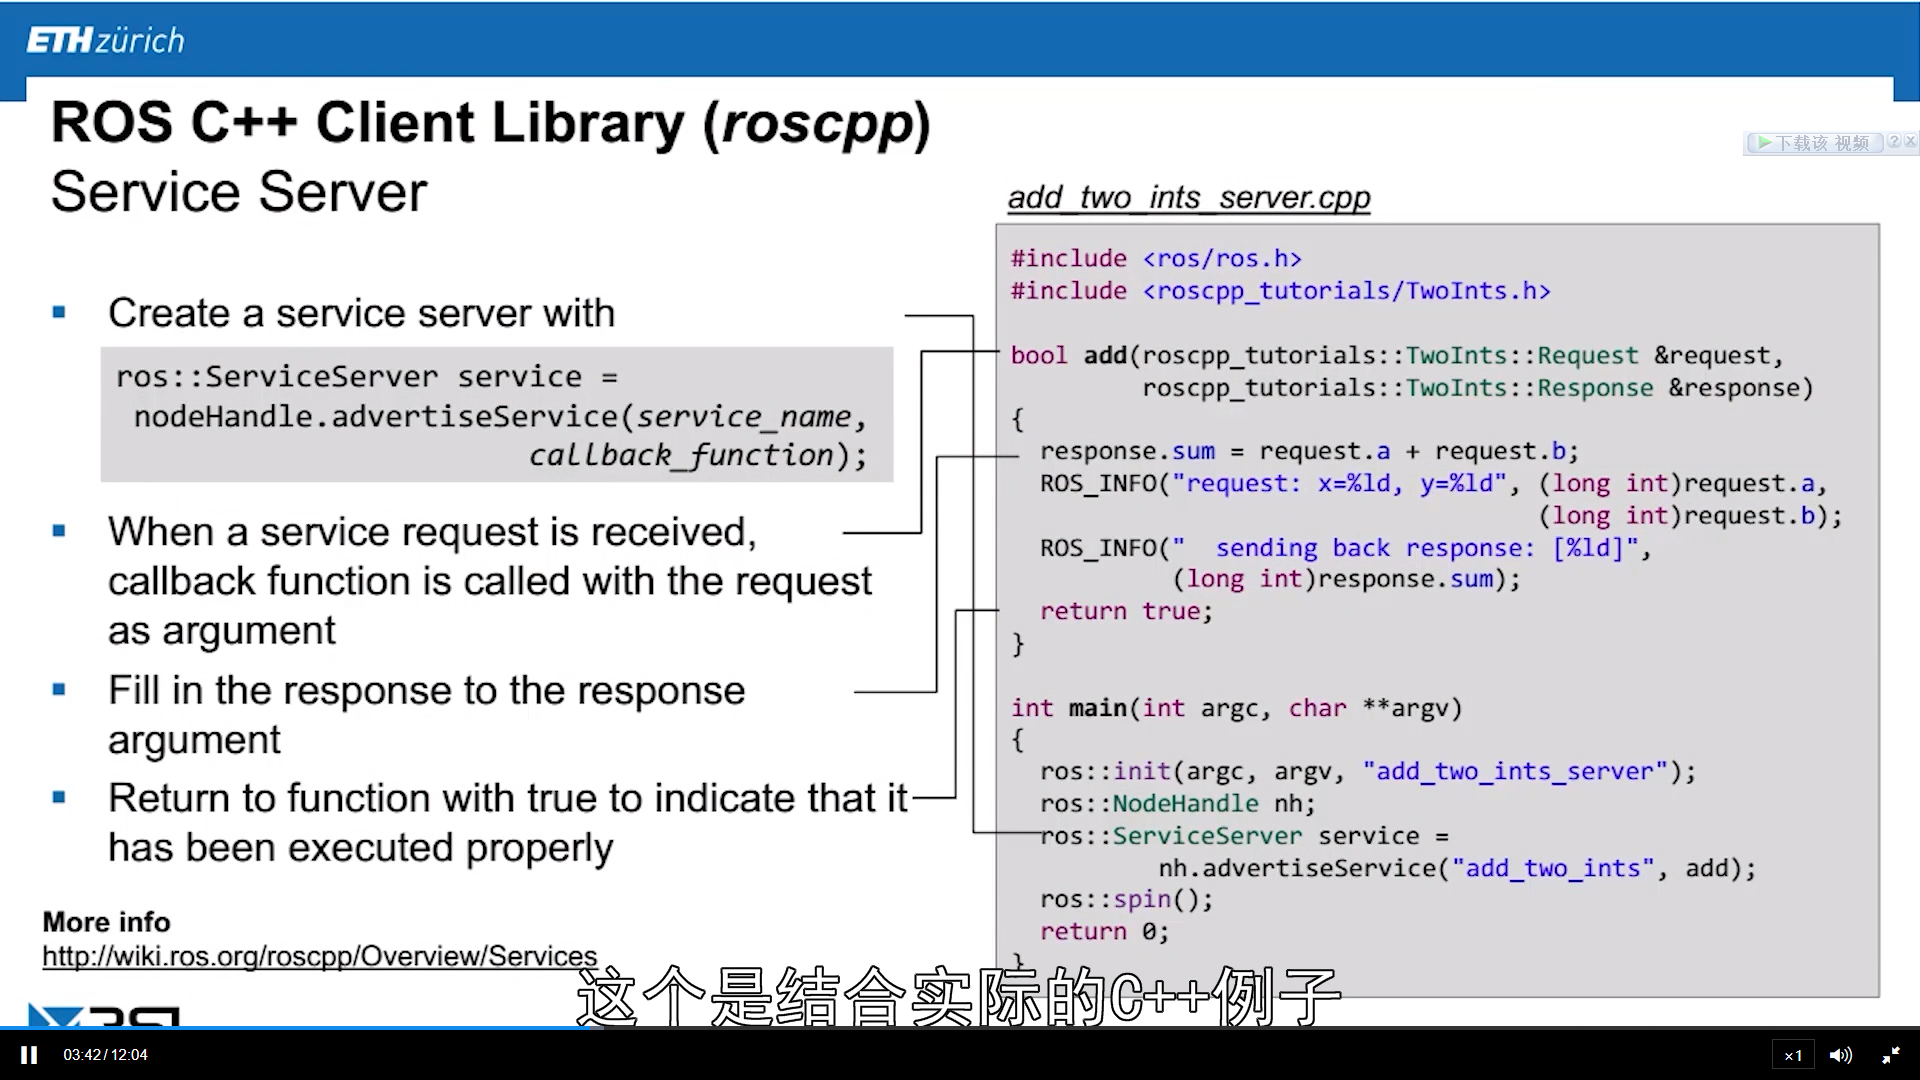 ETH zürich
ROS C++ Client Library (roscpp)
Service Server
下载该 视频
Create a service server with
ros::ServiceServer service =
nodeHandle.advertiseService(service_name,
callback_function);
When a service request is received,
callback function is called with the request
as argument
Fill in the response to the response
argument
Return to function with true to indicate that it
has been executed properly
More info
http://wiki.ros.org/roscpp/Overview/Services
add_two_ints_server.cpp
#include <ros/ros.h>
#include <roscpp_tutorials/TwoInts.h>
bool add(roscpp_tutorials::TwoInts::Request &request,
roscpp_tutorials::TwoInts::Response &response)
{
response.sum = request.a + request.b;
ROS_INFO("request: x=%ld, y=%ld", (long int)request.a,
(long int)request.b);
ROS_INFO("  sending back response: [%ld]",
(long int)response.sum);
return true;
}
int main(int argc, char **argv)
{
ros::init(argc, argv, "add_two_ints_server");
ros::NodeHandle nh;
ros::ServiceServer service =
nh.advertiseService("add_two_ints", add);
ros::spin();
return 0;
}
这个是结合实际的C++例子
03:42/12:04
×1